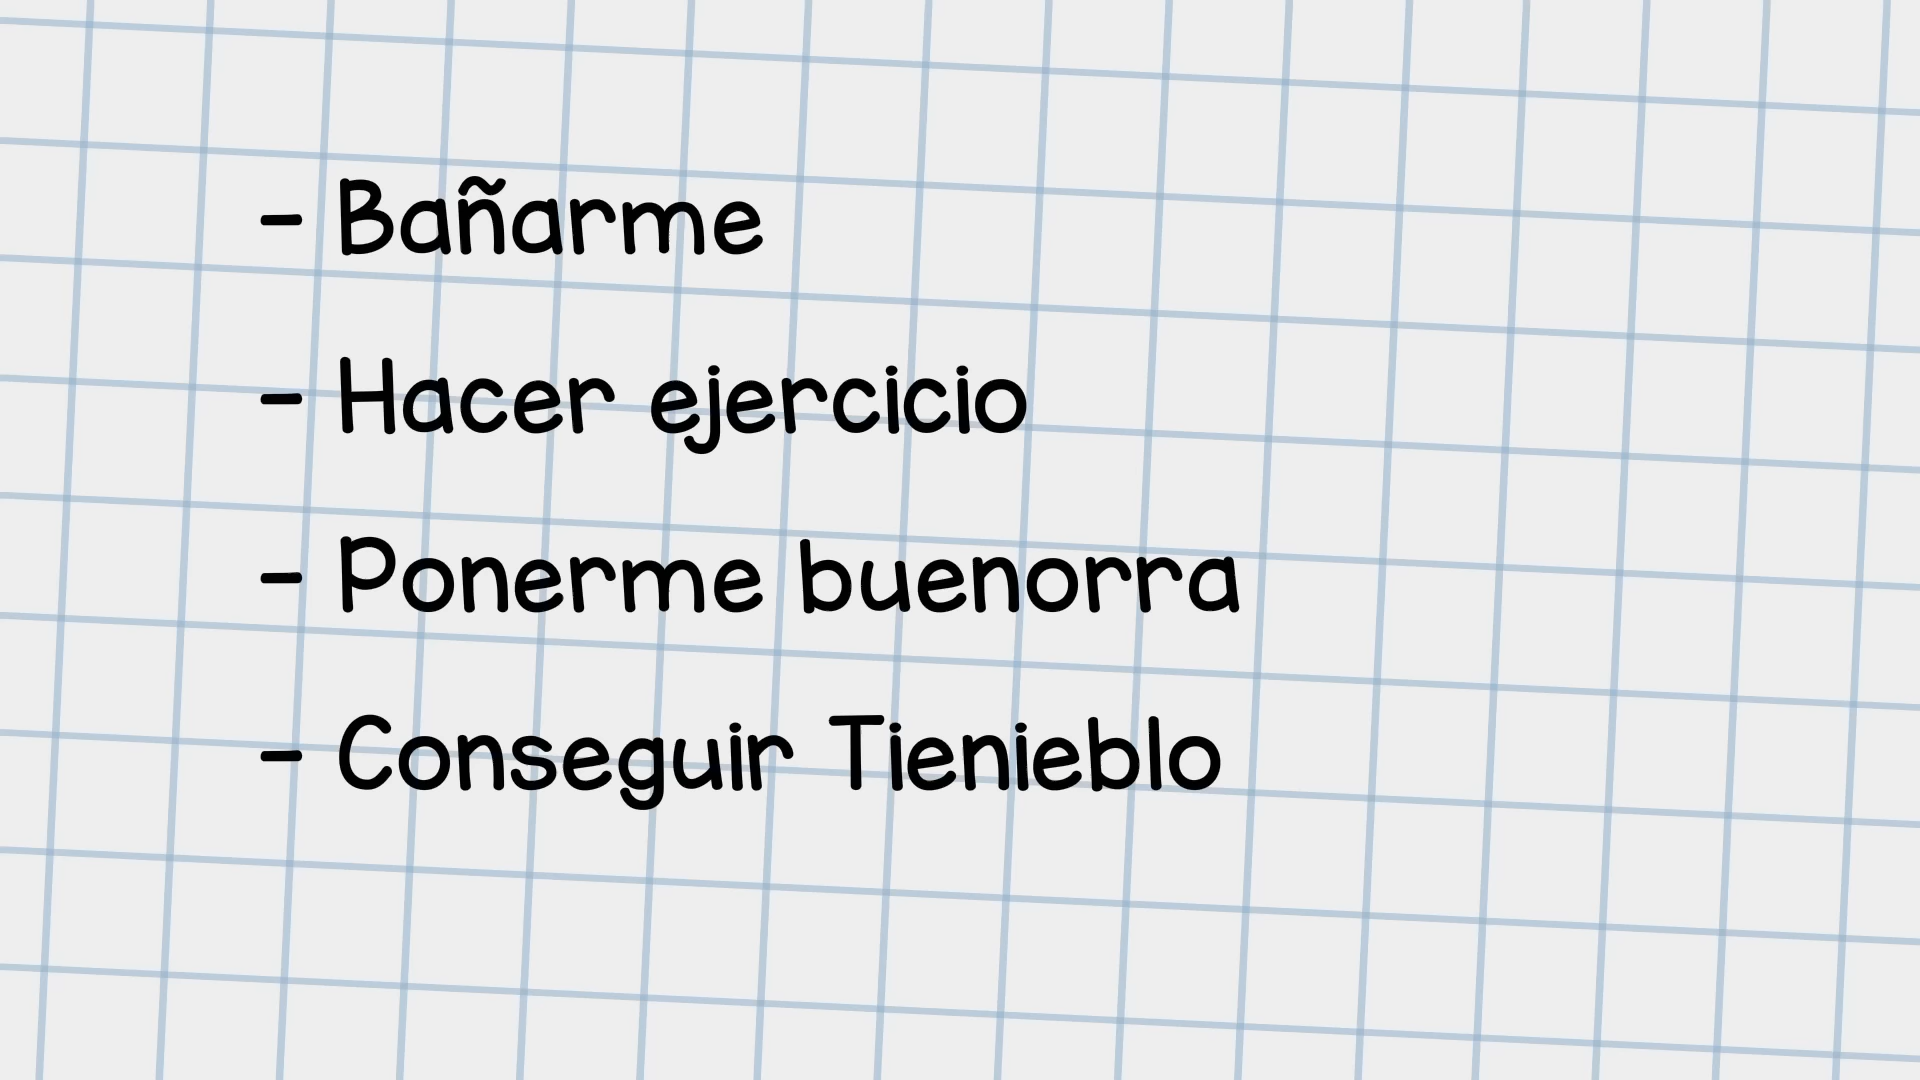 - Bañarme
- Hacer ejercicio
- Ponerme buenorra
- Conseguir Tienieblo